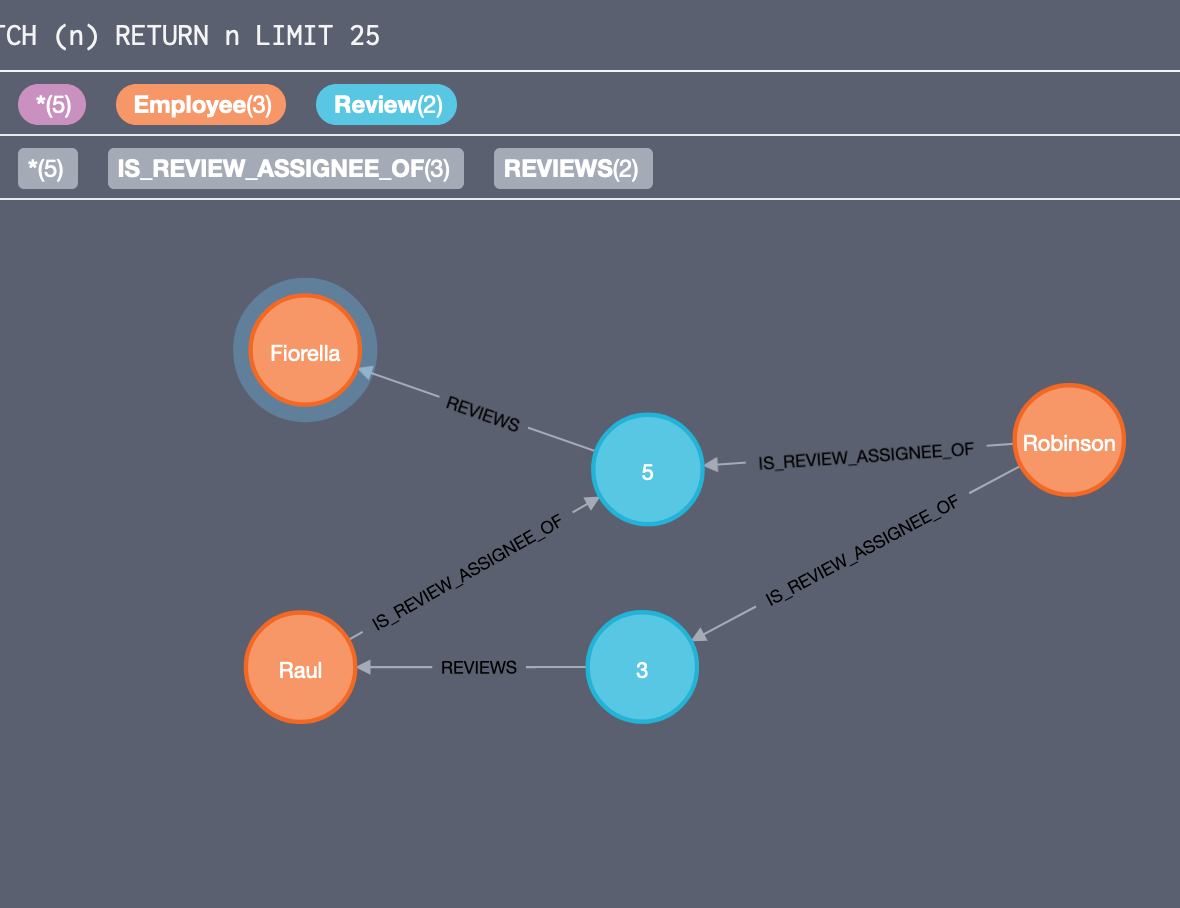 TCH (n) RETURN n LIMIT 25
*(5) Employee(3) Review(2)
*(5) IS_REVIEW_ASSIGNEE_OF(3) REVIEWS(2)
Fiorella
REVIEWS
5
IS_REVIEW_ASSIGNEE_OF
Robinson
IS_REVIEW_ASSIGNEE_OF
IS_REVIEW_ASSIGNEE_OF
Raul
REVIEWS
3